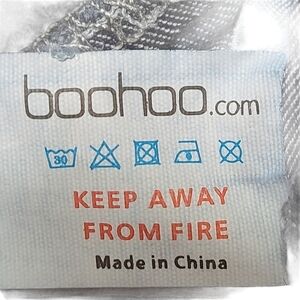 boohoo.com
30
KEEP AWAY
FROM FIRE
Made in China